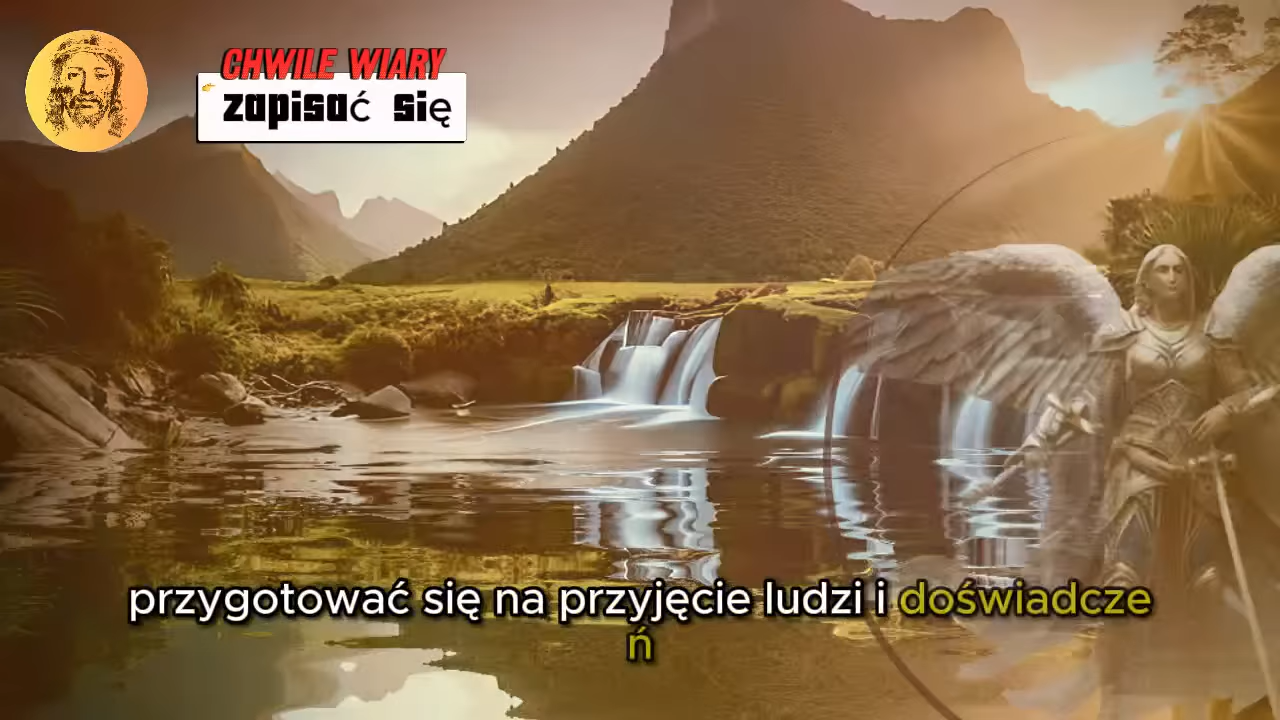 CHWILE WIARY
zapisać się
przygotować się na przyjęcie ludzi i doświadcze
ń